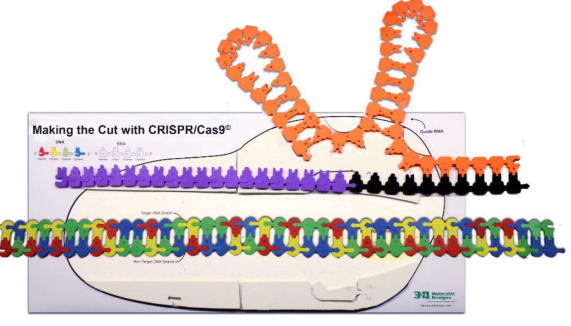 Making the Cut with CRISPR/Cas9©
DNA
RNA
Guide RNA
Target DNA Strand
Non-Target DNA Strand
3D Molecular
Designs